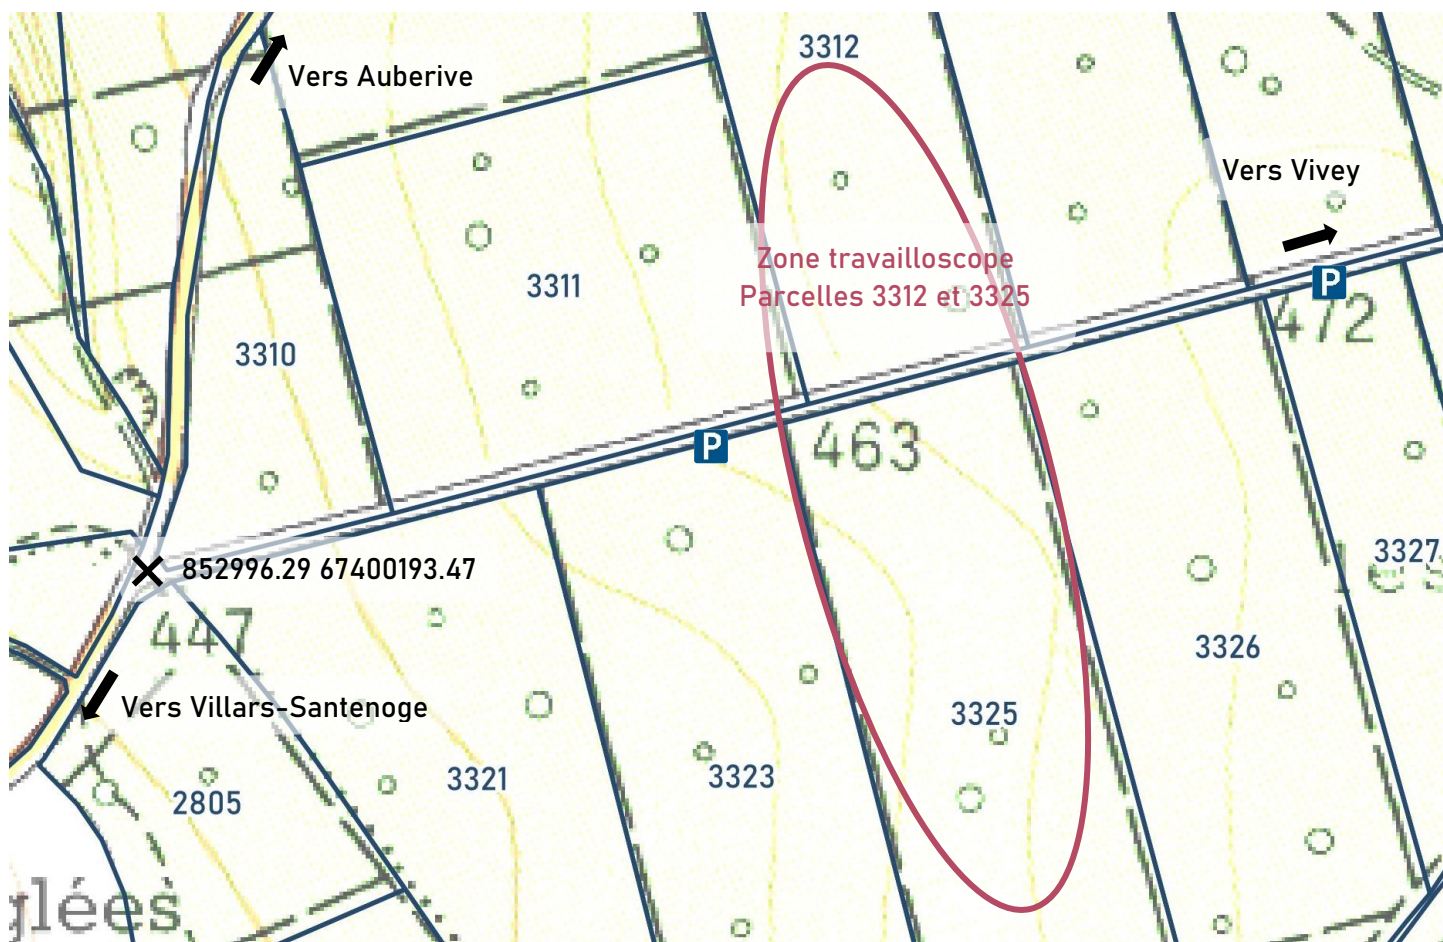 3312
Vers Auberive
Vers Vivey
Zone travailloscope
Parcelles 3312 et 3325
3311
P
472
3310
P
463
3327
852996.29 67400193.47
447
3326
Vers Villars-Santenoge
3325
3321
3323
2805
glées